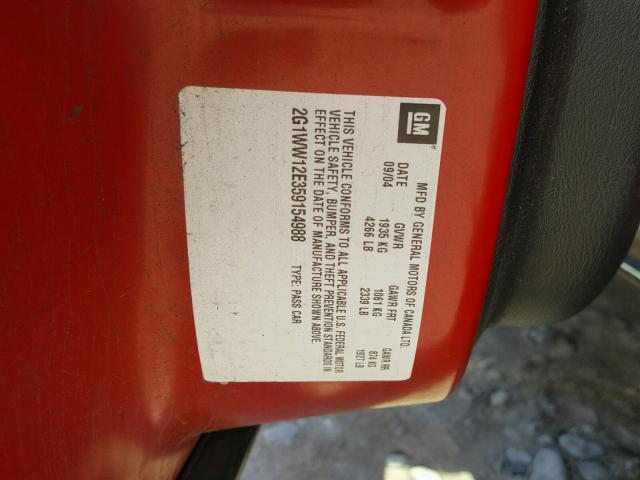 GM
MFD BY GENERAL MOTORS OF CANADA LTD.
DATE GVWR GAWR FRT GAWR RR
09/04 1935 KG 1061 KG 874 KG
4266 LB 2339 LB 1927 LB
THIS VEHICLE CONFORMS TO ALL APPLICABLE U.S. FEDERAL MOTOR
VEHICLE SAFETY, BUMPER, AND THEFT PREVENTION STANDARDS IN
EFFECT ON THE DATE OF MANUFACTURE SHOWN ABOVE.
2G1WW12E359154988 TYPE: PASS CAR